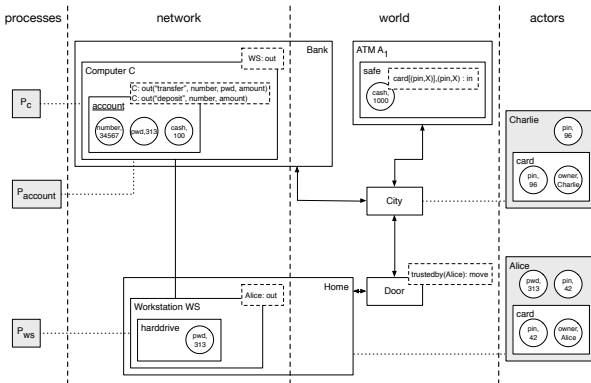 processes
network
world
actors
Bank
WS: out
Computer C
C: out("transfer", number, pwd, amount)
C: out("deposit", number, amount)
account
number,
34567
pwd,313
cash,
100
ATM A1
safe
card[(pin,X)],(pin,X) : in
cash,
1000
Pc
Paccount
Charlie
pin,
96
card
pin,
96
owner,
Charlie
City
trustedby(Alice): move
Door
Home
Alice: out
Workstation WS
harddrive
pwd,
313
Pws
Alice
pwd,
313
pin,
42
card
pin,
42
owner,
Alice